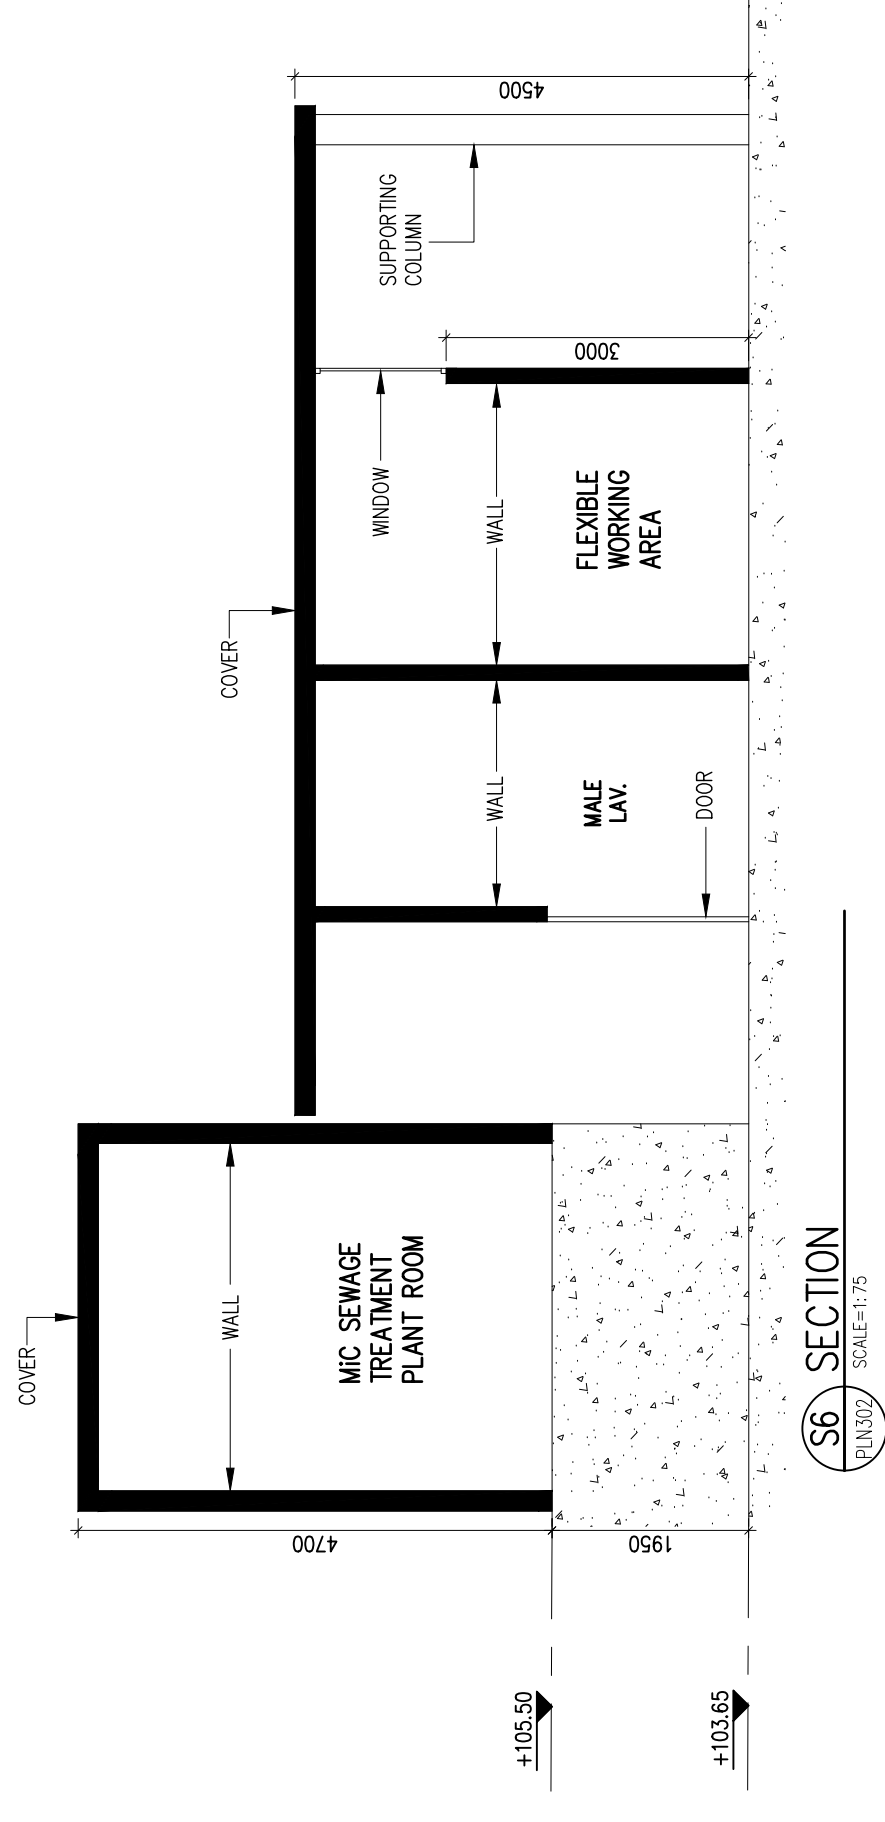 COVER
COVER
WALL
MiC SEWAGE
TREATMENT
PLANT ROOM
4700
1950
+105.50
+103.65
WALL
MALE
LAV.
DOOR
WINDOW
WALL
FLEXIBLE
WORKING
AREA
3000
SUPPORTING
COLUMN
4500
S6
PLN302
SECTION
SCALE=1:75